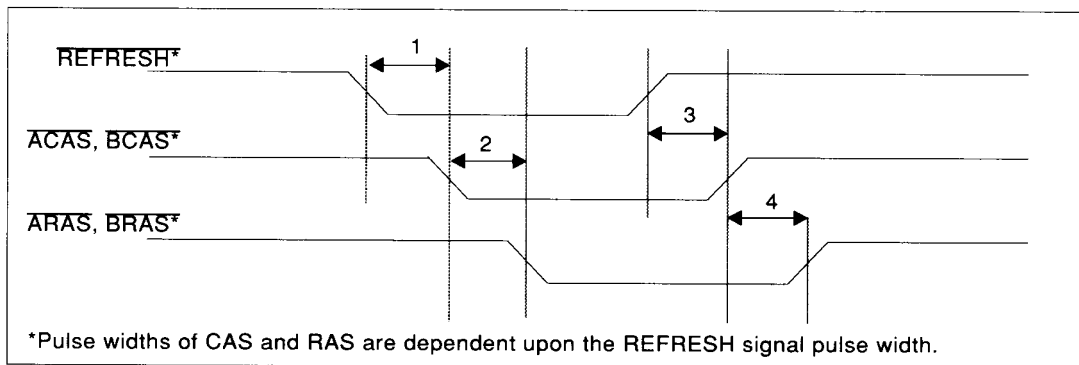 1
REFRESH*
3
ACAS, BCAS*
2
4
ARAS, BRAS*
*Pulse widths of CAS and RAS are dependent upon the REFRESH signal pulse width.